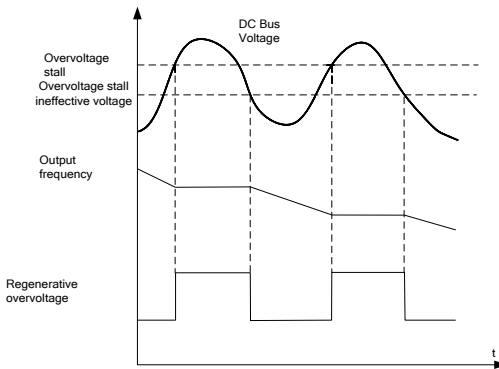 DC Bus
Voltage
Overvoltage
stall
Overvoltage stall
ineffective voltage
Output
frequency
Regenerative
overvoltage
t